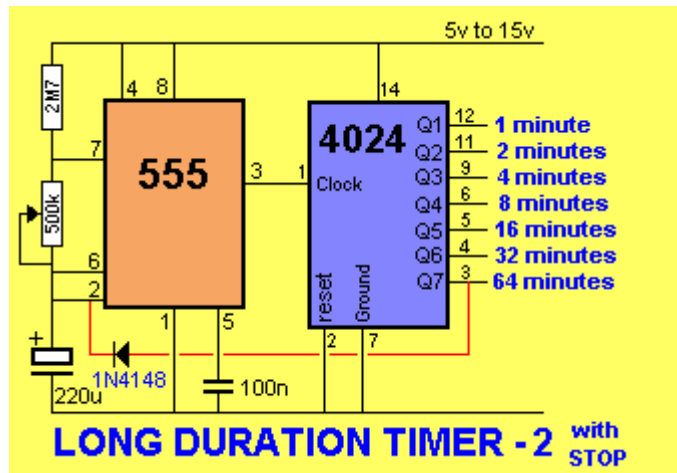 5v to 15v
4 8
14
2M7
7
555
3
1
4024
Clock
Q1 12 1 minute
Q2 11 2 minutes
Q3 9 4 minutes
Q4 6 8 minutes
Q5 5 16 minutes
Q6 4 32 minutes
Q7 3 64 minutes
500k
6
2
reset
Ground
1
5
2
7
+
1N4148
220u
100n
LONG DURATION TIMER - 2 with
STOP